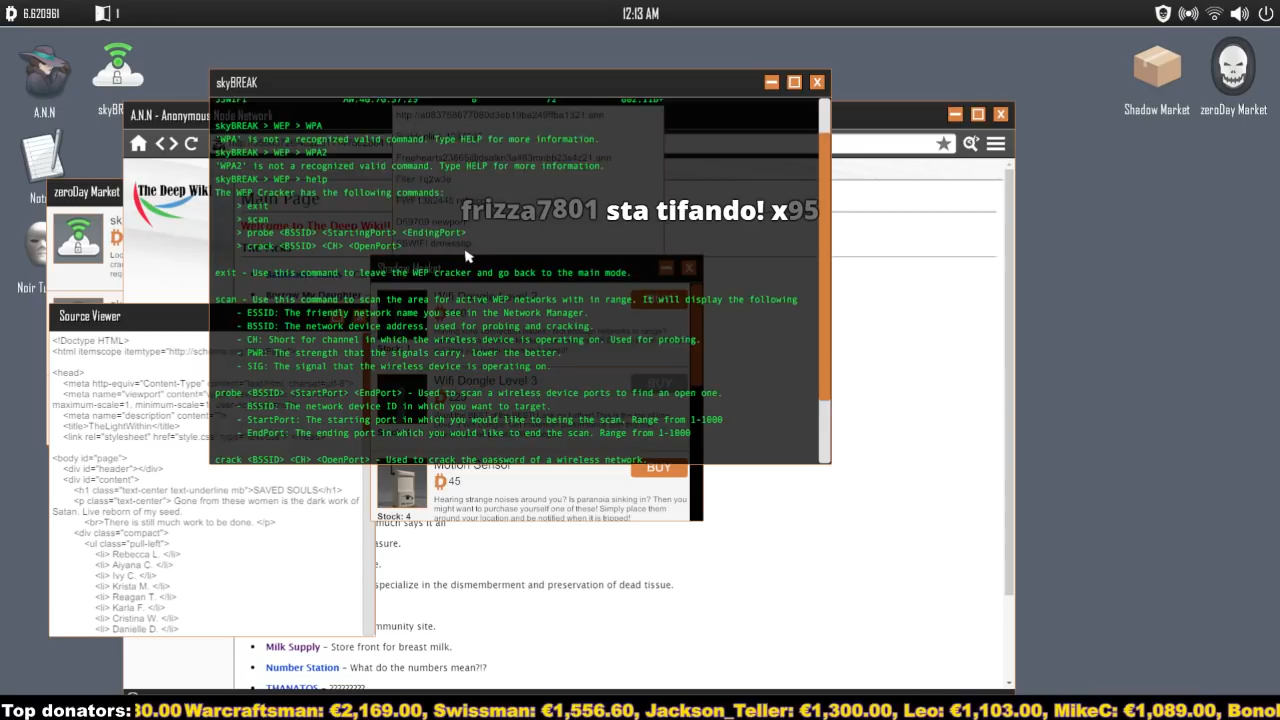 6.620961
1
12:13 AM
A.N.N
skyBR
Shadow Market
zeroDay Market
skyBREAK
A.N.N - Anonymous
zeroDay Market
The Deep Wiki
Source Viewer
skyBREAK > WEP > WPA
'WPA' is not a recognized valid command. Type HELP for more information.
skyBREAK > WEP > WPA2
'WPA2' is not a recognized valid command. Type HELP for more information.
skyBREAK > WEP > help
The WEP Cracker has the following commands:
> exit
> scan
> probe <BSSID> <StartingPort> <EndingPort>
> crack <BSSID> <CH> <OpenPort>
exit - Use this command to leave the WEP cracker and go back to the main mode.
scan - Use this command to scan the area for active WEP networks with in range. It will display the following
- ESSID: The friendly network name you see in the Network Manager.
- BSSID: The network device address, used for probing and cracking.
- CH: Short for channel in which the wireless device is operating on. Used for probing.
- PWR: The strength that the signals carry, lower the better.
- SIG: The signal that the wireless device is operating on.
probe <BSSID> <StartPort> <EndPort> - Used to scan a wireless device ports to find an open one.
- BSSID: The network device ID in which you want to target.
- StartPort: The starting port in which you would like to being the scan, Range from 1-1000
- EndPort: The ending port in which you would like to end the scan. Range from 1-1000
crack <BSSID> <CH> <OpenPort> - Used to crack the password of a wireless network.
frizza7801 sta tifando! x95
Main Page
Wifi Dongle Level 3
BUY
Motion Sensor
BUY
45
Hearing strange noises around you? Is paranoia sinking in? Then you
might want to purchase yourself one of these! Simply place them
around your location and be notified when it is tripped!
Stock: 4
<!Doctype HTML>
<html itemscope itemtype="http://schema
<head>
<meta http-equiv="Content-Type"
<meta name="viewport"
maximum-scale=1, minimum-scale=1
<meta name="description"
<title>TheLightWithin</title>
<link rel="stylesheet" href="style.css
<body id="page">
<div id="header"></div>
<div id="content">
<h1 class="text-center text-underline mb">SAVED SOULS</h1>
<p class="text-center"> Gone from these women is the dark work of
Satan. Live reborn of my seed.
<br>There is still much work to be done. </p>
<div class="compact">
<ul class="pull-left">
<li> Rebecca L. </li>
<li> Aiyana C. </li>
<li> Ivy C. </li>
<li> Krista M. </li>
<li> Reagan T. </li>
<li> Karla F. </li>
<li> Cristina W. </li>
<li> Danielle D. </li>
much says it all
asure.
e.
specialize in the dismemberment and preservation of dead tissue.
mmunity site.
Milk Supply - Store front for breast milk.
Number Station - What do the numbers mean?!?
THANATOS - ?????????
Top donators: 30.00 Warcraftsman: €2,169.00, Swissman: €1,556.60, Jackson_Teller: €1,300.00, Leo: €1,103.00, MikeC: €1,089.00, Bono